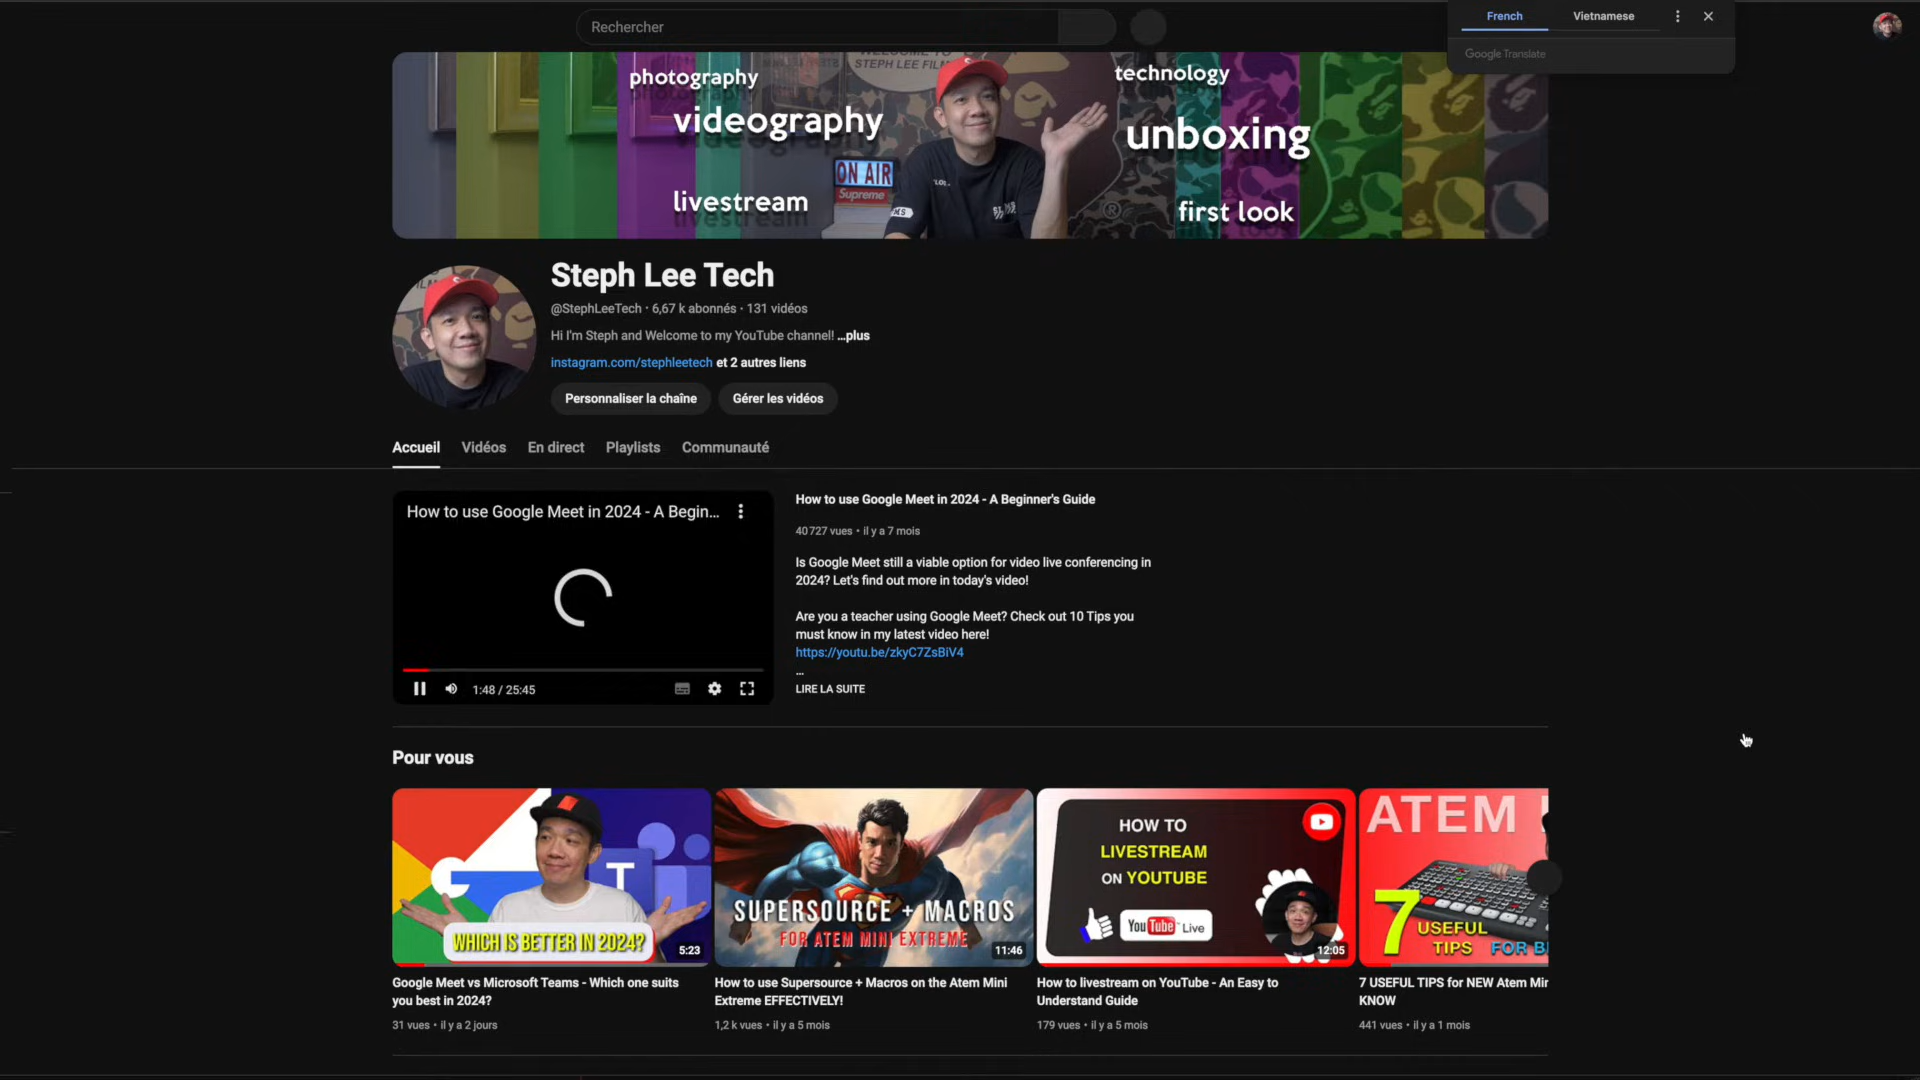 Rechercher
French Vietnamese
Google Translate
photography
videography
livestream
STEPH LEE FILM
ON AIR
Supreme
technology
unboxing
first look
Steph Lee Tech
@StephLeeTech · 6,67 k abonnés · 131 vidéos
Hi I'm Steph and Welcome to my YouTube channel! ...plus
instagram.com/stephleetech et 2 autres liens
Personnaliser la chaîne Gérer les vidéos
Accueil Vidéos En direct Playlists Communauté
How to use Google Meet in 2024 - A Begin...
1:48 / 25:45
How to use Google Meet in 2024 - A Beginner's Guide
40 727 vues • il y a 7 mois
Is Google Meet still a viable option for video live conferencing in
2024? Let's find out more in today's video!
Are you a teacher using Google Meet? Check out 10 Tips you
must know in my latest video here!
https://youtu.be/zkyC7ZsBiV4
...
LIRE LA SUITE
Pour vous
T
WHICH IS BETTER IN 2024?
5:23
Google Meet vs Microsoft Teams - Which one suits
you best in 2024?
31 vues • il y a 2 jours
SUPERSOURCE + MACROS
FOR ATEM MINI EXTREME
11:46
How to use Supersource + Macros on the Atem Mini
Extreme EFFECTIVELY!
1,2 k vues • il y a 5 mois
HOW TO
LIVESTREAM
ON YOUTUBE
YouTube Live
12:05
How to livestream on YouTube - An Easy to
Understand Guide
179 vues • il y a 5 mois
ATEM
7
USEFUL
TIPS FOR B
7 USEFUL TIPS for NEW Atem Mir
KNOW
441 vues • il y a 1 mois